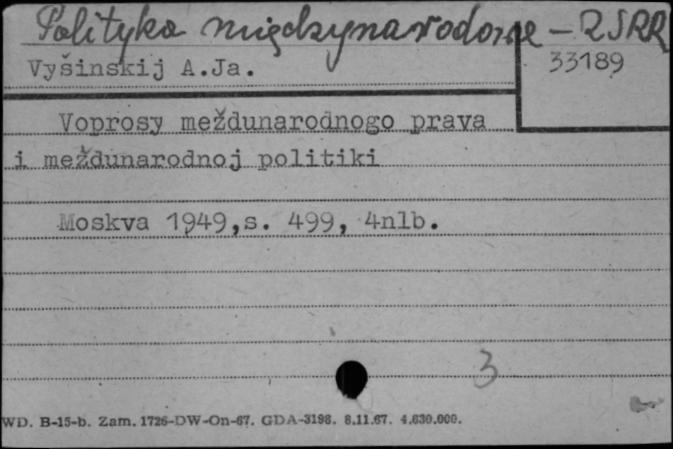 Polityka międzynarodowa – ZSRR
Vyšinskij A.Ja.
33189
Voprosy meždunarodnogo prava
i meždunarodnoj politiki
Moskva 1949,s. 499, 4nlb.
3
WD. B-15-b. Zam. 1726-DW-On-67. GDA-3198. 8.11.67. 4.630.000.